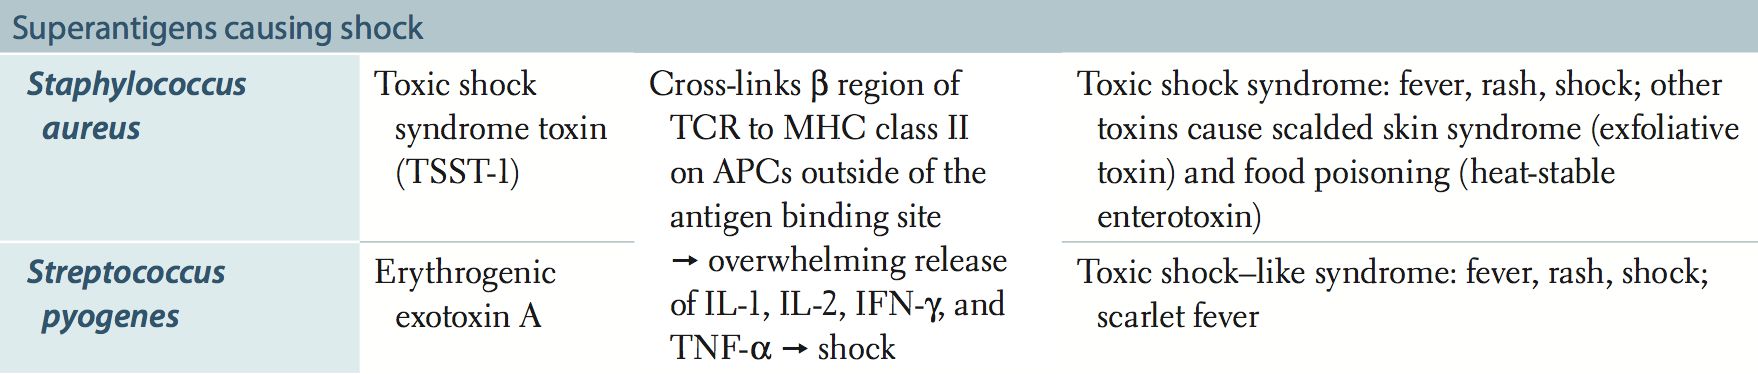 Superantigens causing shock
Staphylococcus
aureus
Toxic shock
syndrome toxin
(TSST-1)
Cross-links β region of
TCR to MHC class II
on APCs outside of the
antigen binding site
→ overwhelming release
of IL-1, IL-2, IFN-γ, and
TNF-α → shock
Toxic shock syndrome: fever, rash, shock; other
toxins cause scalded skin syndrome (exfoliative
toxin) and food poisoning (heat-stable
enterotoxin)
Streptococcus
pyogenes
Erythrogenic
exotoxin A
Toxic shock–like syndrome: fever, rash, shock;
scarlet fever